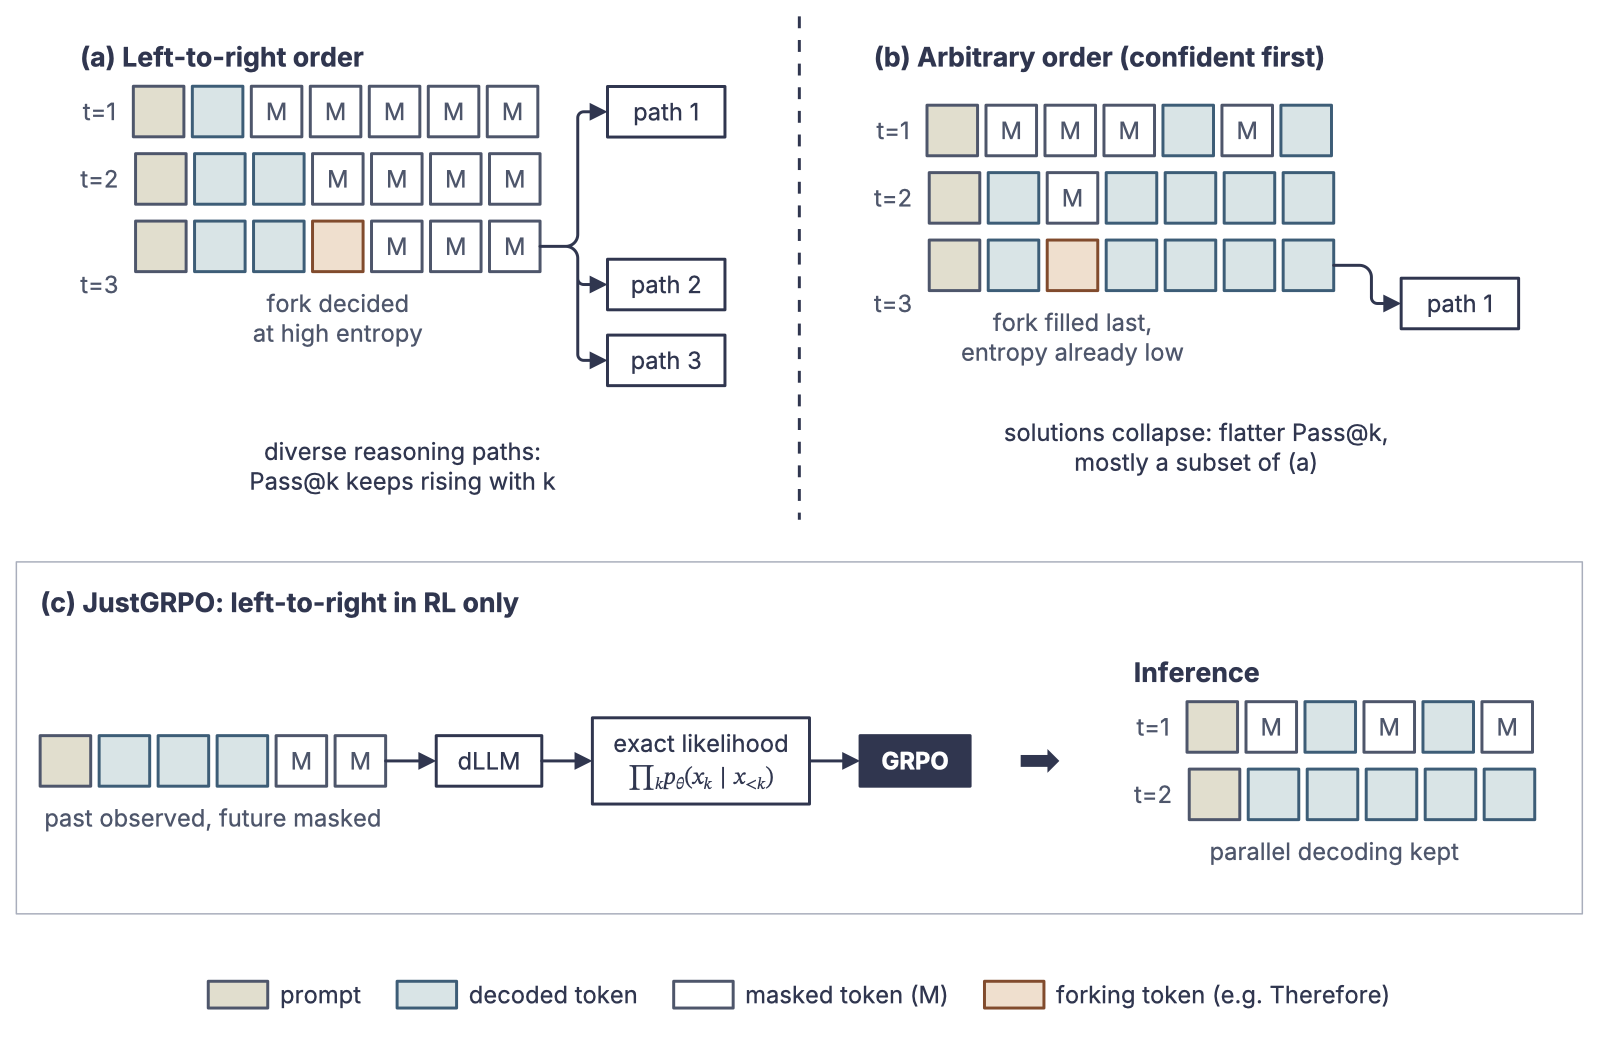 (a) Left-to-right order
t=1 M M M M M
t=2 M M M M
t=3 M M M
fork decided
at high entropy
path 1
path 2
path 3
diverse reasoning paths:
Pass@k keeps rising with k
(b) Arbitrary order (confident first)
t=1 M M M M
t=2 M
t=3
fork filled last,
entropy already low
path 1
solutions collapse: flatter Pass@k,
mostly a subset of (a)
(c) JustGRPO: left-to-right in RL only
M M
past observed, future masked
dLLM
exact likelihood
∏ₖpθ(xₖ | x<ₖ)
GRPO
Inference
t=1 M M M
t=2
parallel decoding kept
prompt
decoded token
masked token (M)
forking token (e.g. Therefore)